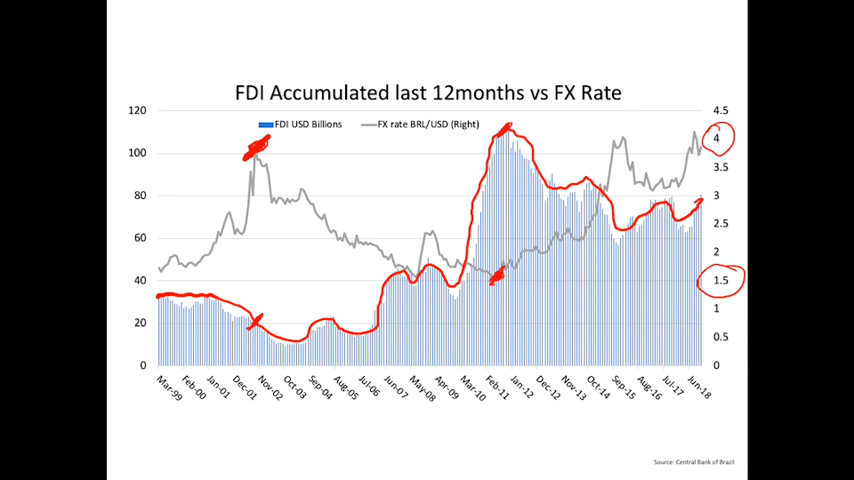 FDI Accumulated last 12months vs FX Rate
120
100
80
60
40
20
0
FDI USD Billions
FX rate BRL/USD (Right)
4.5
4
3.5
3
2.5
2
1.5
1
0.5
0
Mar-99
Feb-00
Jan-01
Dec-01
Nov-02
Oct-03
Sep-04
Aug-05
Jul-06
Jun-07
May-08
Apr-09
Mar-10
Feb-11
Jan-12
Dec-12
Nov-13
Oct-14
Sep-15
Aug-16
Jul-17
Jun-18
Source: Central Bank of Brazil